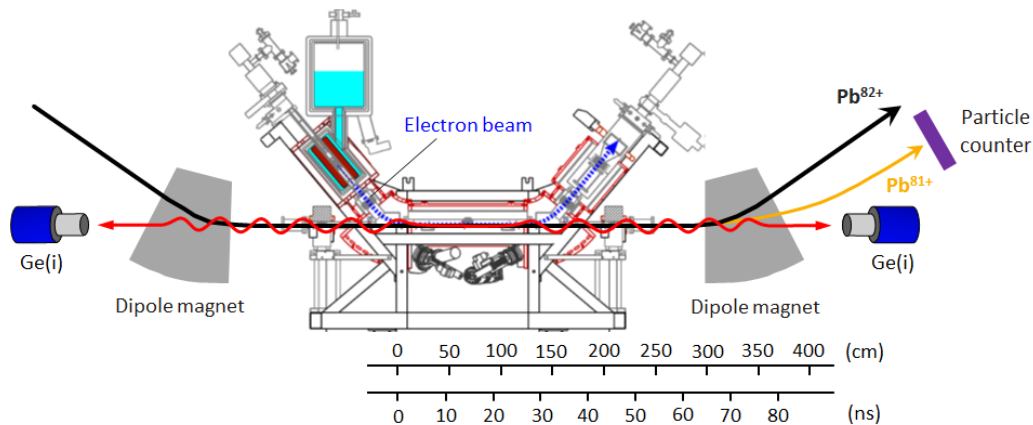 Pb82+
Electron beam
Particle
counter
Pb81+
Ge(i)
Ge(i)
Dipole magnet
Dipole magnet
0 50 100 150 200 250 300 350 400 (cm)
0 10 20 30 40 50 60 70 80 (ns)